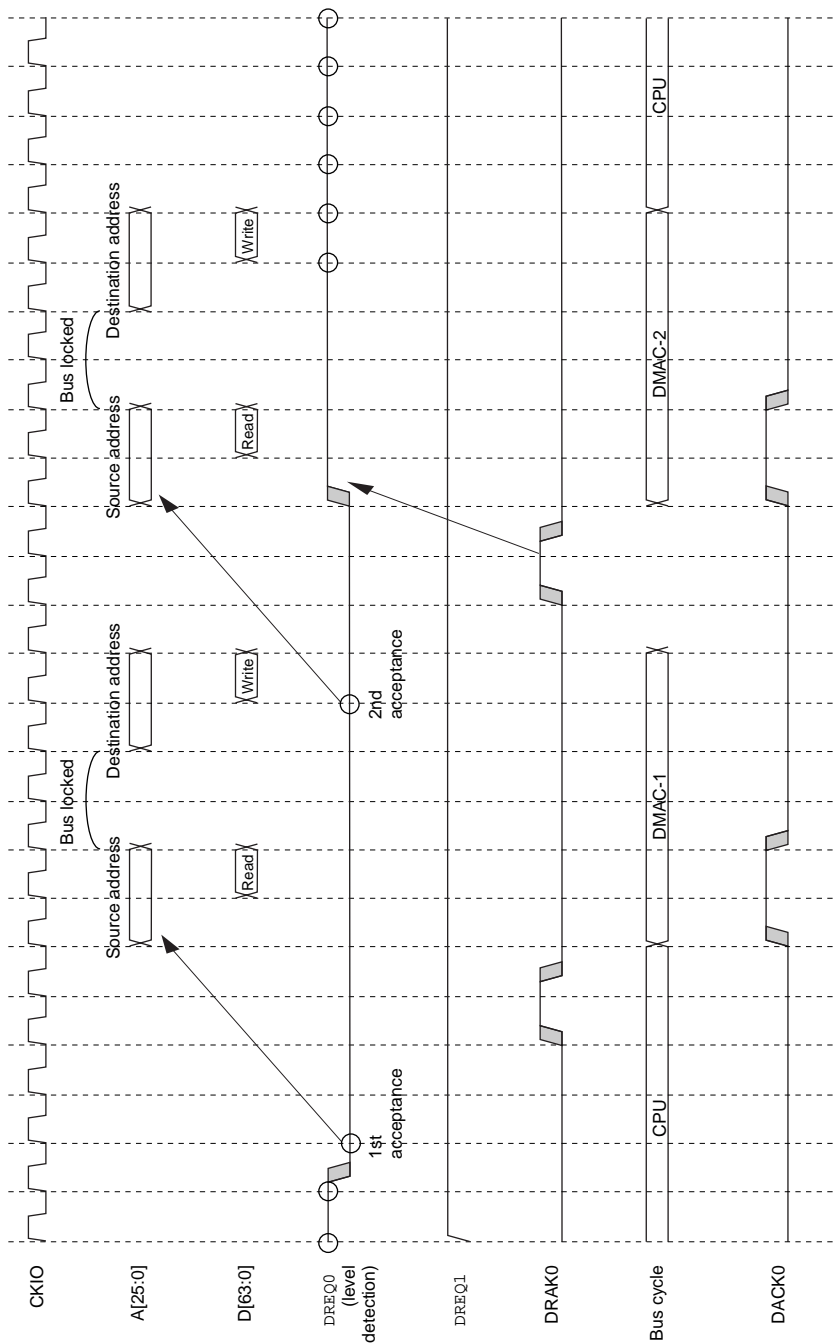 CKIO
Bus locked
Bus locked
Source address
Destination address
Source address
Destination address
A[25:0]
D[63:0]
Read
Write
Read
Write
DREQ0
(level
detection)
1st
acceptance
2nd
acceptance
DREQ1
DRAK0
Bus cycle
CPU
DMAC-1
DMAC-2
CPU
DACK0